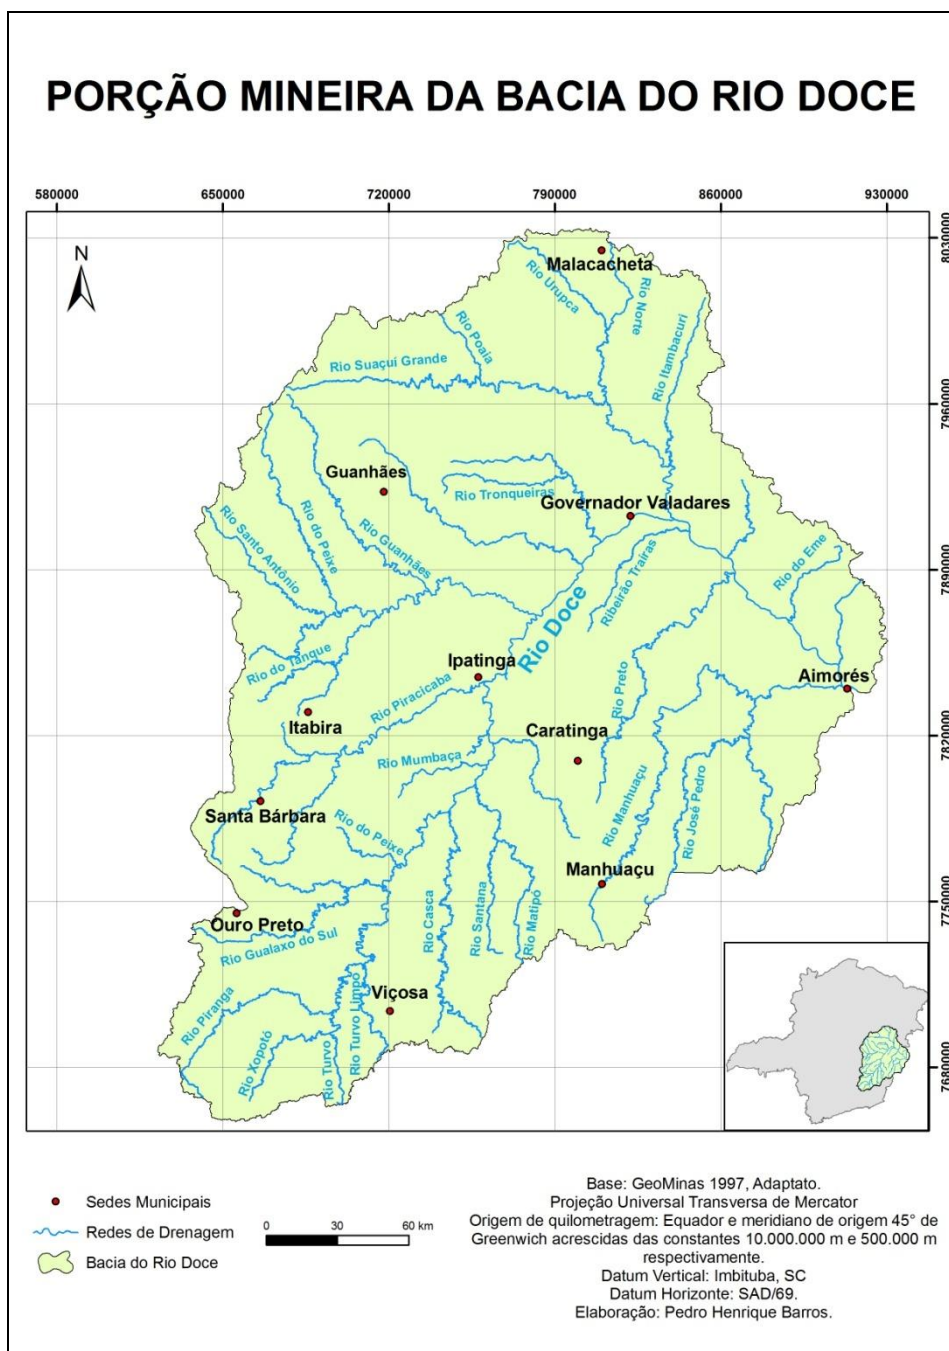 PORÇÃO MINEIRA DA BACIA DO RIO DOCE
580000 650000 720000 790000 860000 930000
8030000
7960000
7890000
7820000
7750000
7680000
N
Malacacheta
Rio Urupca
Rio Norte
Rio Poaia
Rio Itambacuri
Rio Suaçuí Grande
Guanhães
Rio Tronqueiras
Governador Valadares
Rio Santo Antônio
Rio do Peixe
Rio Guanhães
Ribeirão Traíras
Rio do Eme
Rio Doce
Rio do Tanque
Ipatinga
Rio Piracicaba
Rio Preto
Aimorés
Itabira
Caratinga
Rio Mumbaça
Santa Bárbara
Rio do Peixe
Rio Manhuaçu
Rio José Pedro
Manhuaçu
Ouro Preto
Rio Gualaxo do Sul
Rio Casca
Rio Santana
Rio Matipó
Viçosa
Rio Piranga
Rio Xopotó
Rio Turvo
Rio Turvo Limpo
Sedes Municipais
Redes de Drenagem
Bacia do Rio Doce
0 30 60 km
Base: GeoMinas 1997, Adaptato.
Projeção Universal Transversa de Mercator
Origem de quilometragem: Equador e meridiano de origem 45° de
Greenwich acrescidas das constantes 10.000.000 m e 500.000 m
respectivamente.
Datum Vertical: Imbituba, SC
Datum Horizonte: SAD/69.
Elaboração: Pedro Henrique Barros.